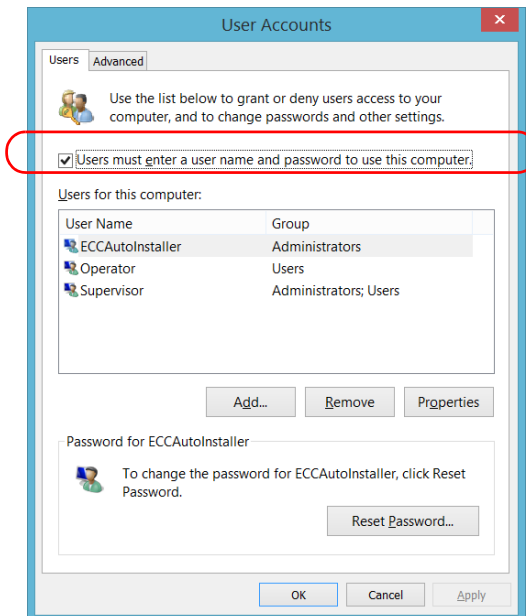 User Accounts
Users Advanced
Use the list below to grant or deny users access to your
computer, and to change passwords and other settings.
Users must enter a user name and password to use this computer.
Users for this computer:
User Name Group
ECCAutoInstaller Administrators
Operator Users
Supervisor Administrators; Users
Add... Remove Properties
Password for ECCAutoInstaller
To change the password for ECCAutoInstaller, click Reset
Password.
Reset Password...
OK Cancel Apply